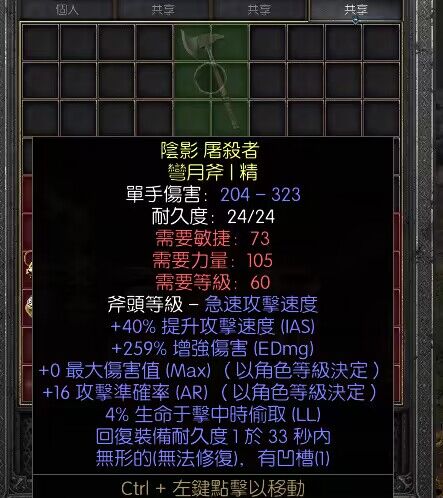 個人 共享 共享 共享
陰影 屠殺者
彎月斧 | 精
單手傷害: 204 - 323
耐久度: 24/24
需要敏捷: 73
需要力量: 105
需要等級: 60
斧頭等級 - 急速攻擊速度
+40% 提升攻擊速度 (IAS)
+259% 增強傷害 (EDmg)
+0 最大傷害值 (Max) （以角色等級決定）
+16 攻擊準確率 (AR) （以角色等級決定）
4% 生命于擊中時偷取 (LL)
回復裝備耐久度 1 於 33 秒內
無形的(無法修復), 有凹槽(1)
Ctrl + 左鍵點擊以移動